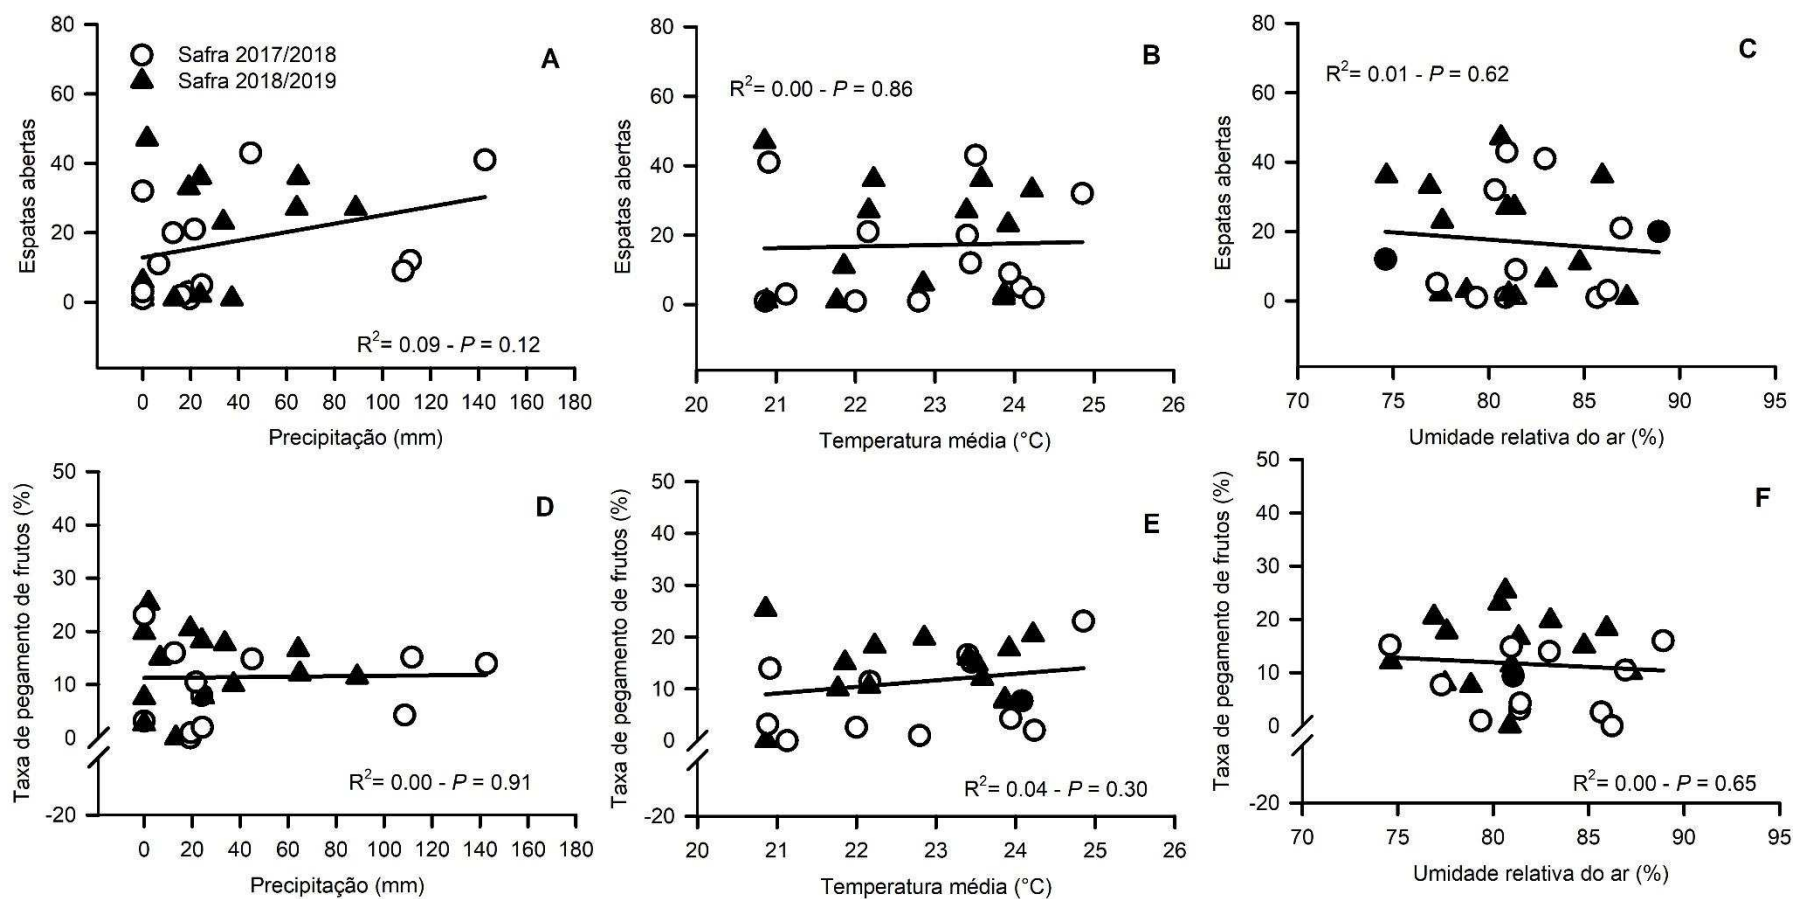 A
Safra 2017/2018
Safra 2018/2019
Espatas abertas
80
60
40
20
0
R²= 0.09 - P = 0.12
0 20 40 60 80 100 120 140 160 180
Precipitação (mm)
B
R²= 0.00 - P = 0.86
Espatas abertas
80
60
40
20
0
20 21 22 23 24 25 26
Temperatura média (°C)
C
R²= 0.01 - P = 0.62
Espatas abertas
80
60
40
20
0
70 75 80 85 90 95
Umidade relativa do ar (%)
D
Taxa de pegamento de frutos (%)
50
40
30
20
10
0
-20
R²= 0.00 - P = 0.91
0 20 40 60 80 100 120 140 160 180
Precipitação (mm)
E
Taxa de pegamento de frutos (%)
50
40
30
20
10
0
-20
R²= 0.04 - P = 0.30
20 21 22 23 24 25 26
Temperatura média (°C)
F
Taxa de pegamento de frutos (%)
50
40
30
20
10
0
-20
R²= 0.00 - P = 0.65
70 75 80 85 90 95
Umidade relativa do ar (%)